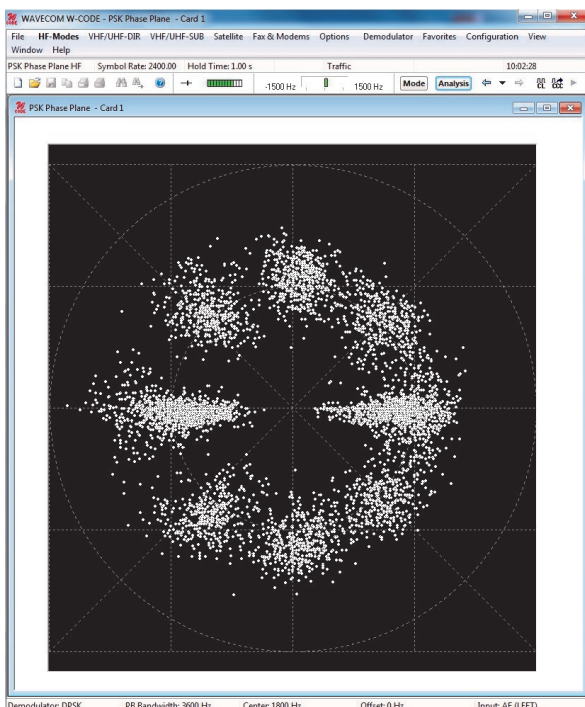 WAVECOM W-CODE - PSK Phase Plane - Card 1
File HF-Modes VHF/UHF-DIR VHF/UHF-SUB Satellite Fax & Modems Options Demodulator Favorites Configuration View
Window Help
PSK Phase Plane HF Symbol Rate: 2400.00 Hold Time: 1.00 s Traffic 10:02:28
-1500 Hz 1500 Hz Mode Analysis
PSK Phase Plane - Card 1
Demodulator: DPSK PB Bandwidth: 3600 Hz Center: 1800 Hz Offset: 0 Hz Input: AF (LEFT)